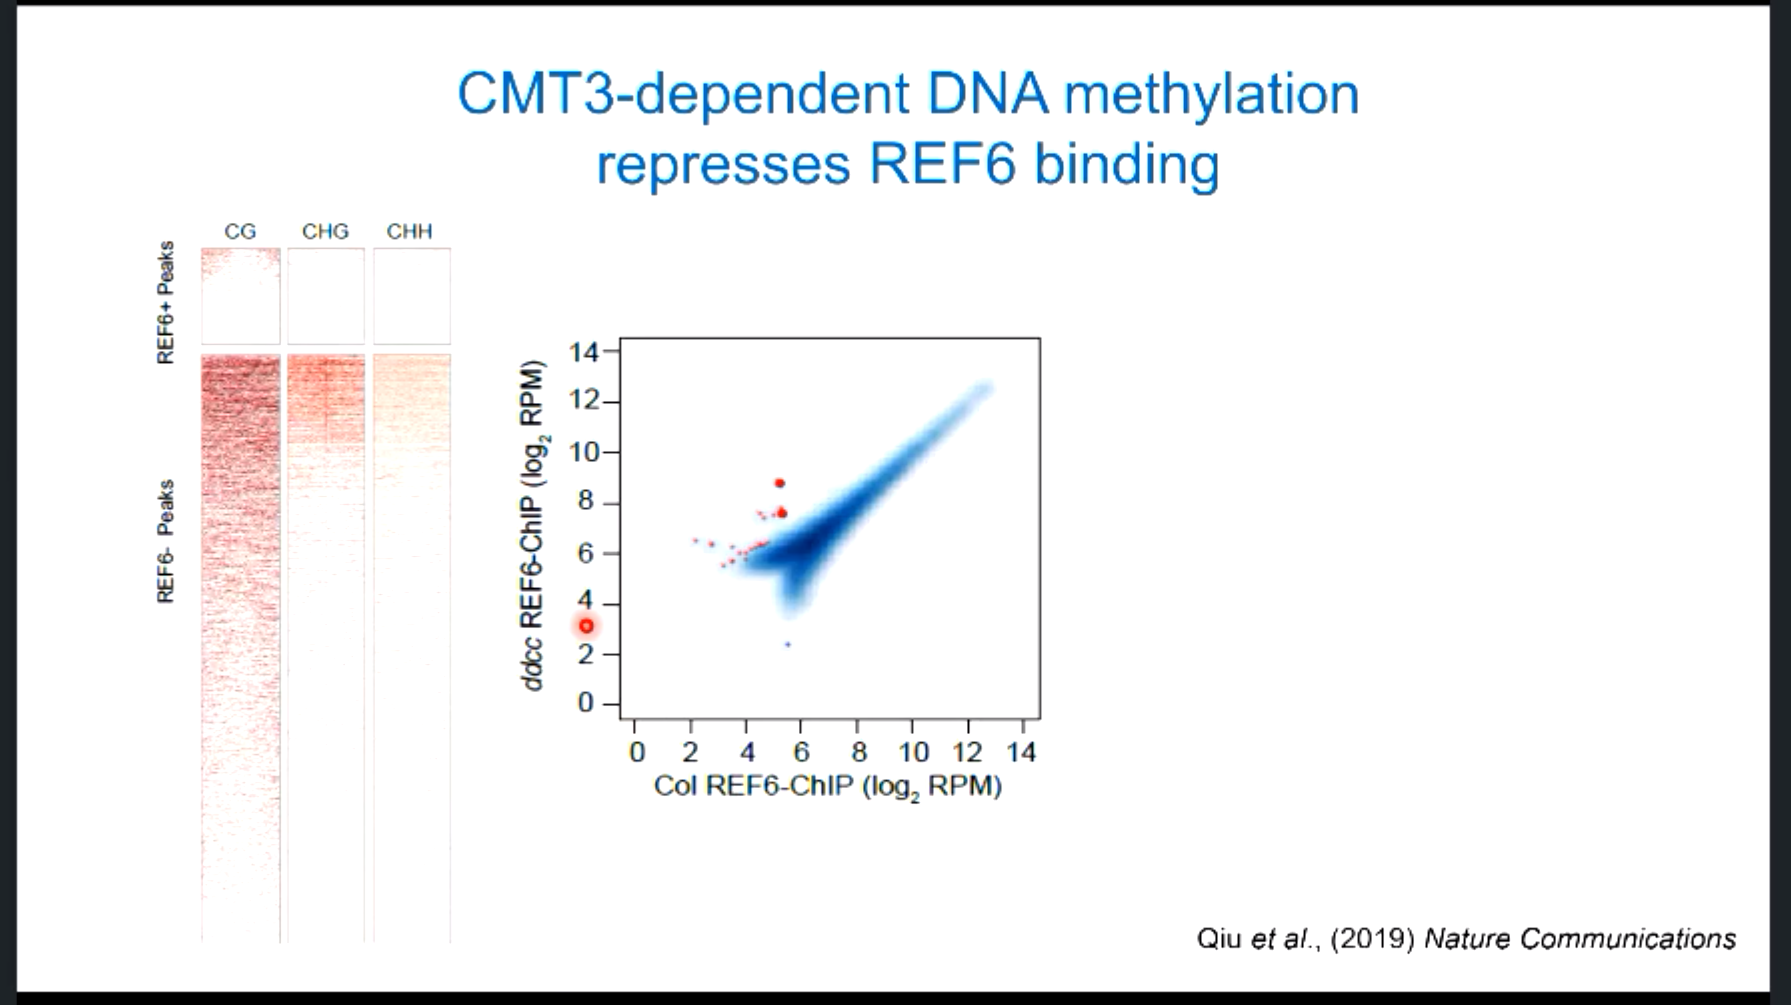 CMT3-dependent DNA methylation
represses REF6 binding
CG CHG CHH
REF6+ Peaks
REF6- Peaks
ddcc REF6-ChIP (log2 RPM)
14
12
10
8
6
4
2
0
0 2 4 6 8 10 12 14
Col REF6-ChIP (log2 RPM)
Qiu et al., (2019) Nature Communications